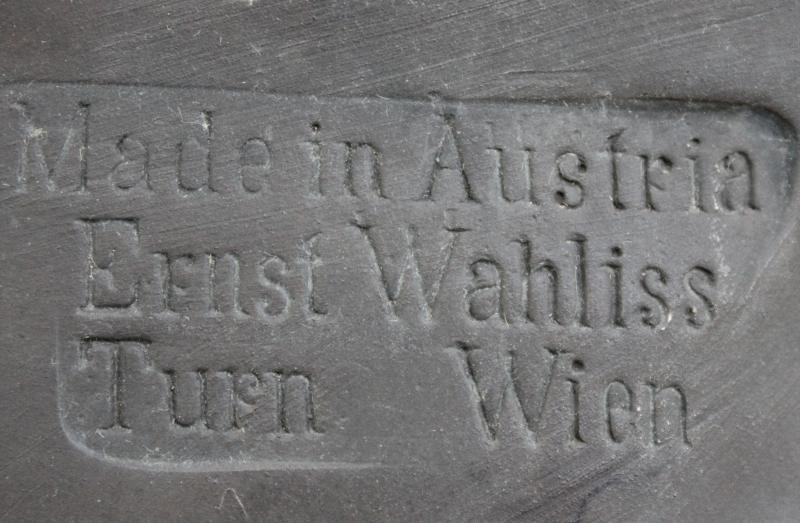 Made in Austria
Ernst Wahliss
Turn Wien